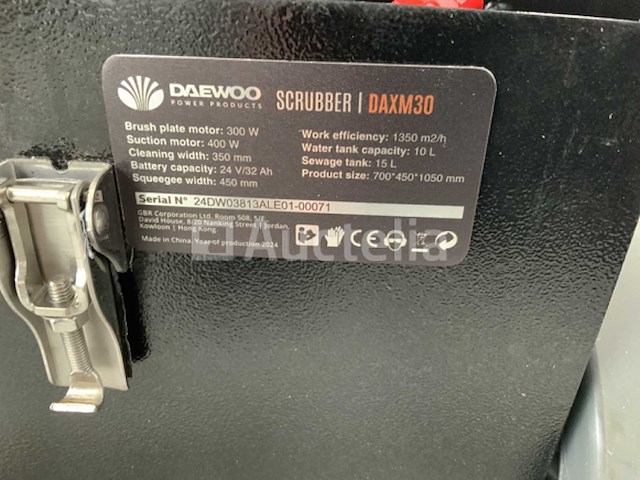 DAEWOO
POWER PRODUCTS
SCRUBBER | DAXM30
Brush plate motor: 300 W
Suction motor: 400 W
Cleaning width: 350 mm
Battery capacity: 24 V/32 Ah
Squeegee width: 450 mm
Work efficiency: 1350 m2/h
Water tank capacity: 10 L
Sewage tank: 15 L
Product size: 700*450*1050 mm
Serial N° 24DW03813ALE01-00071
GBR Corporation Ltd. Room 508, 5/F,
David House, 8/20 Nanking Street | Jordan,
Kowloon | Hong Kong.
Made in China. Year of production 2024
CE
Auctelia